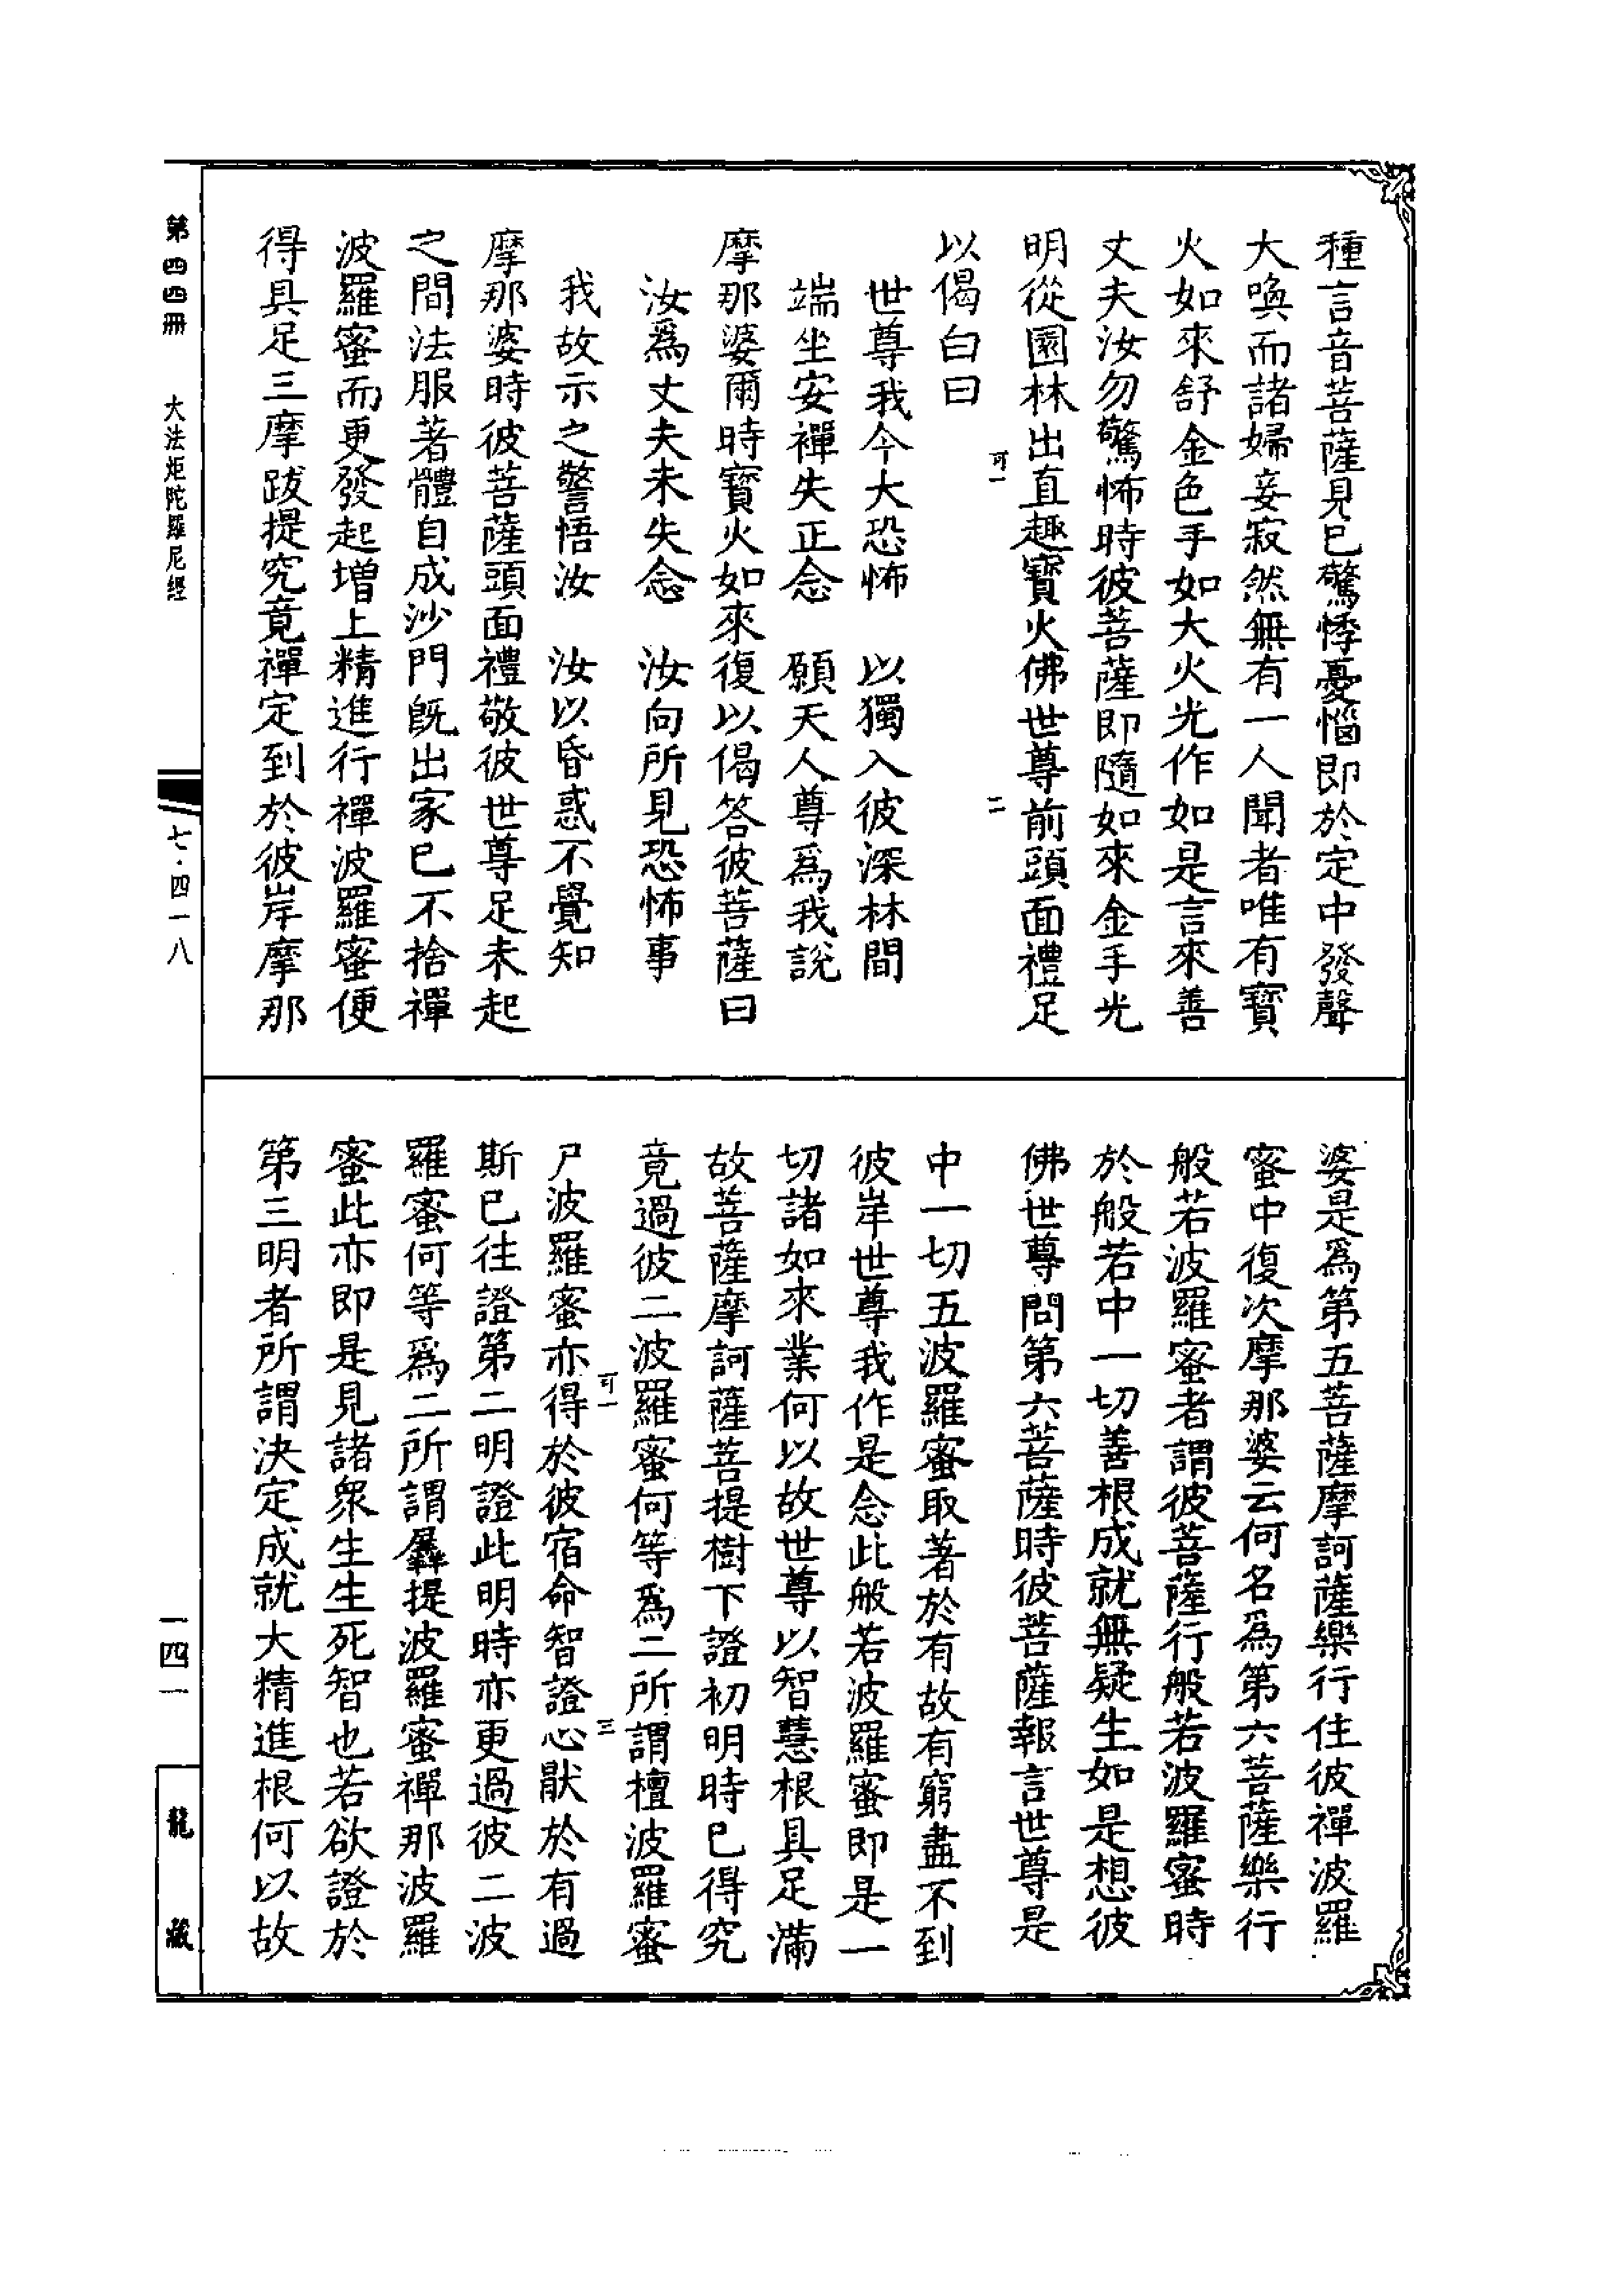 種言音菩薩見已驚悸憂惱即於定中發聲
大喚而諸婦妾寂然無有一人聞者唯有寶
火如來舒金色手如大火光作如是言來善
丈夫汝勿驚怖時彼菩薩即隨如來金手光
明從園林出直趣寶火佛世尊前頭面禮足
可一
二
以偈白曰
世尊我今大恐怖　以獨入彼深林間
端坐安禪失正念　願天人尊為我說
摩那婆爾時寶火如來復以偈答彼菩薩曰
汝為丈夫未失念　汝向所見恐怖事
我故示之警悟汝　汝以昏惑不覺知
摩那婆時彼菩薩頭面禮敬彼世尊足未起
之間法服著體自成沙門既出家已不捨禪
波羅蜜而更發起增上精進行禪波羅蜜便
得具足三摩跋提究竟禪定到於彼岸摩那
婆是為第五菩薩摩訶薩樂行住彼禪波羅
蜜中復次摩那婆云何名為第六菩薩樂行
般若波羅蜜者謂彼菩薩行般若波羅蜜時
於般若中一切善根成就無疑生如是想彼
佛世尊問第六菩薩時彼菩薩報言世尊是
中一切五波羅蜜取著於有故有窮盡不到
彼岸世尊我作是念此般若波羅蜜即是一
切諸如來業何以故世尊以智慧根具足滿
故菩薩摩訶薩菩提樹下證初明時已得究
竟過彼二波羅蜜何等為二所謂檀波羅蜜
可一
三
尸波羅蜜亦得於彼宿命智證心厭於有過
斯已往證第二明證此明時亦更過彼二波
羅蜜何等為二所謂羼提波羅蜜禪那波羅
蜜此亦即是見諸眾生生死智也若欲證於
第三明者所謂決定成就大精進根何以故
第四四冊　大法炬陀羅尼經
七·四一八
一四一
龍藏